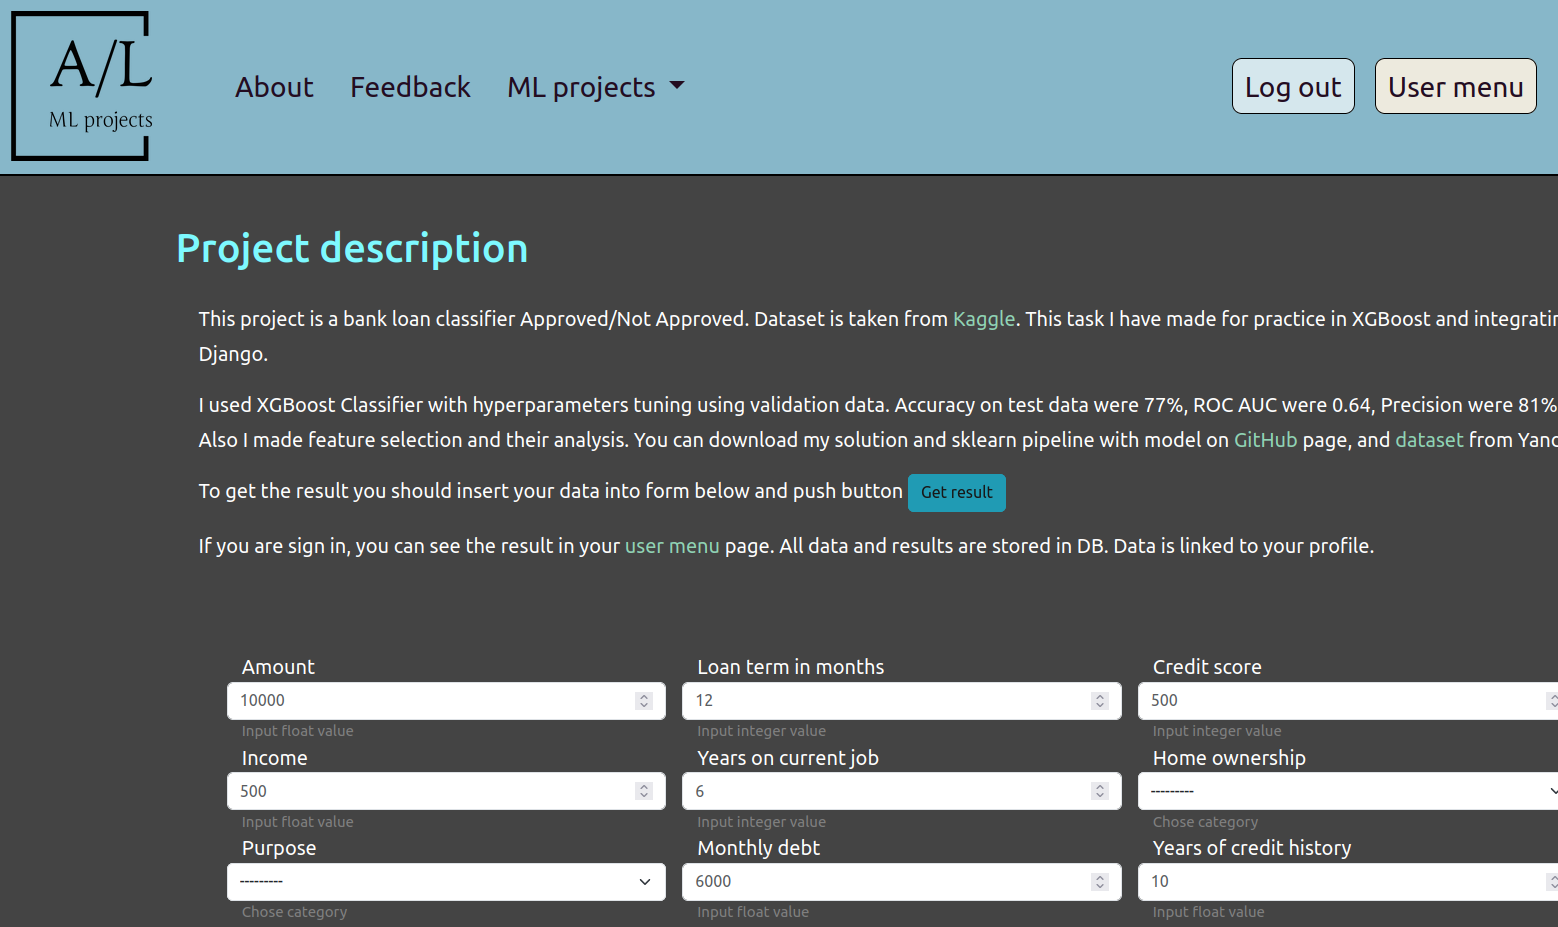 A/L
ML projects
About Feedback ML projects Log out User menu
Project description
This project is a bank loan classifier Approved/Not Approved. Dataset is taken from Kaggle. This task I have made for practice in XGBoost and
Django.
I used XGBoost Classifier with hyperparameters tuning using validation data. Accuracy on test data were 77%, ROC AUC were 0.64, Precision were 81%
Also I made feature selection and their analysis. You can download my solution and sklearn pipeline with model on GitHub page, and dataset from
To get the result you should insert your data into form below and push button Get result
If you are sign in, you can see the result in your user menu page. All data and results are stored in DB. Data is linked to your profile.
Amount Loan term in months Credit score
10000 12 500
Input float value Input integer value Input integer value
Income Years on current job Home ownership
500 6 ---------
Input float value Input integer value Chose category
Purpose Monthly debt Years of credit history
--------- 6000 10
Chose category Input float value Input float value